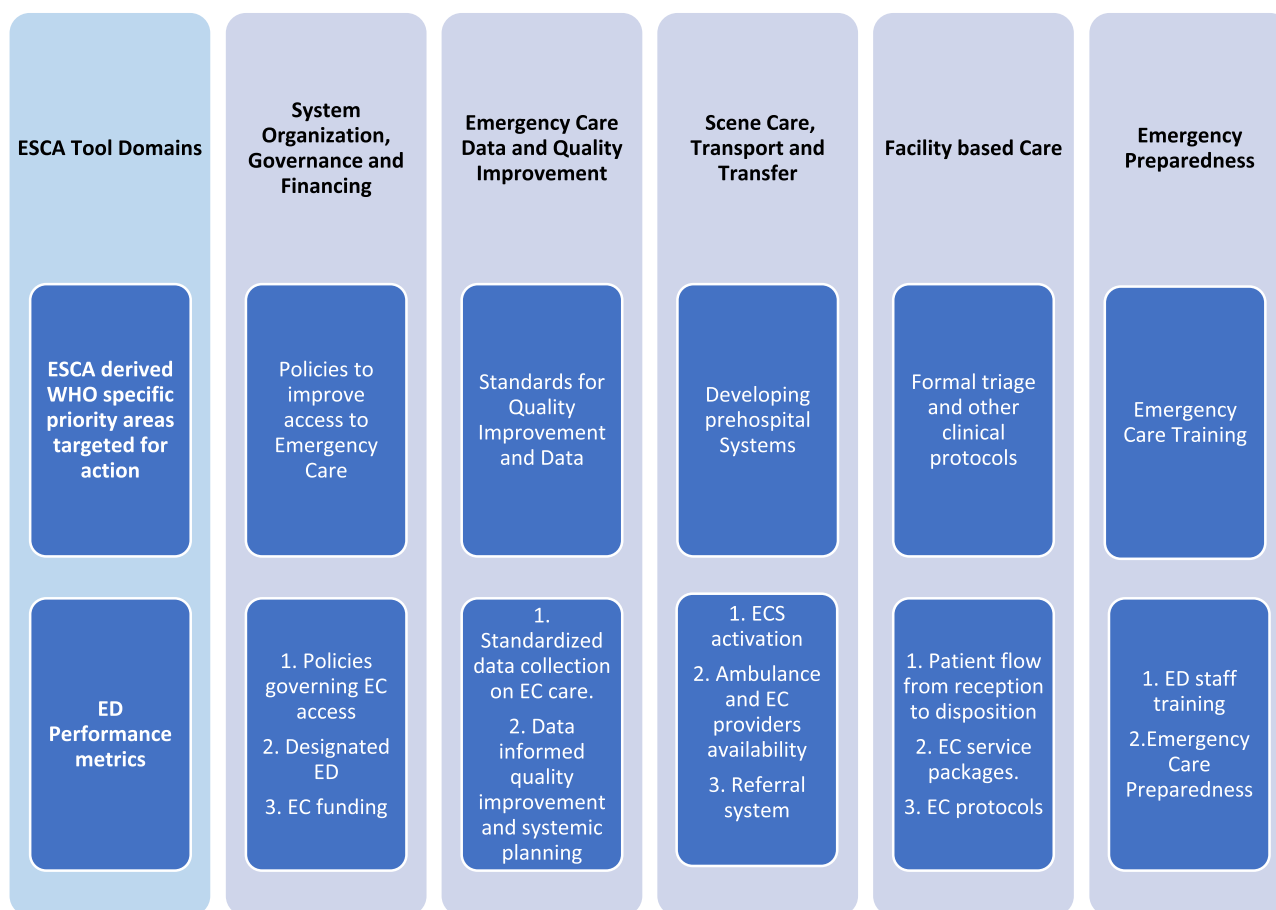 ESCA Tool Domains
System
Organization,
Governance and
Financing
Emergency Care
Data and Quality
Improvement
Scene Care,
Transport and
Transfer
Facility based Care
Emergency
Preparedness
ESCA derived
WHO specific
priority areas
targeted for
action
Policies to
improve
access to
Emergency
Care
Standards for
Quality
Improvement
and Data
Developing
prehospital
Systems
Formal triage
and other
clinical
protocols
Emergency
Care Training
ED
Performance
metrics
1. Policies
governing EC
access
2. Designated
ED
3. EC funding
1.
Standardized
data collection
on EC care.
2. Data
informed
quality
improvement
and systemic
planning
1. ECS
activation
2. Ambulance
and EC
providers
availability
3. Referral
system
1. Patient flow
from reception
to disposition
2. EC service
packages.
3. EC protocols
1. ED staff
training
2.Emergency
Care
Preparedness